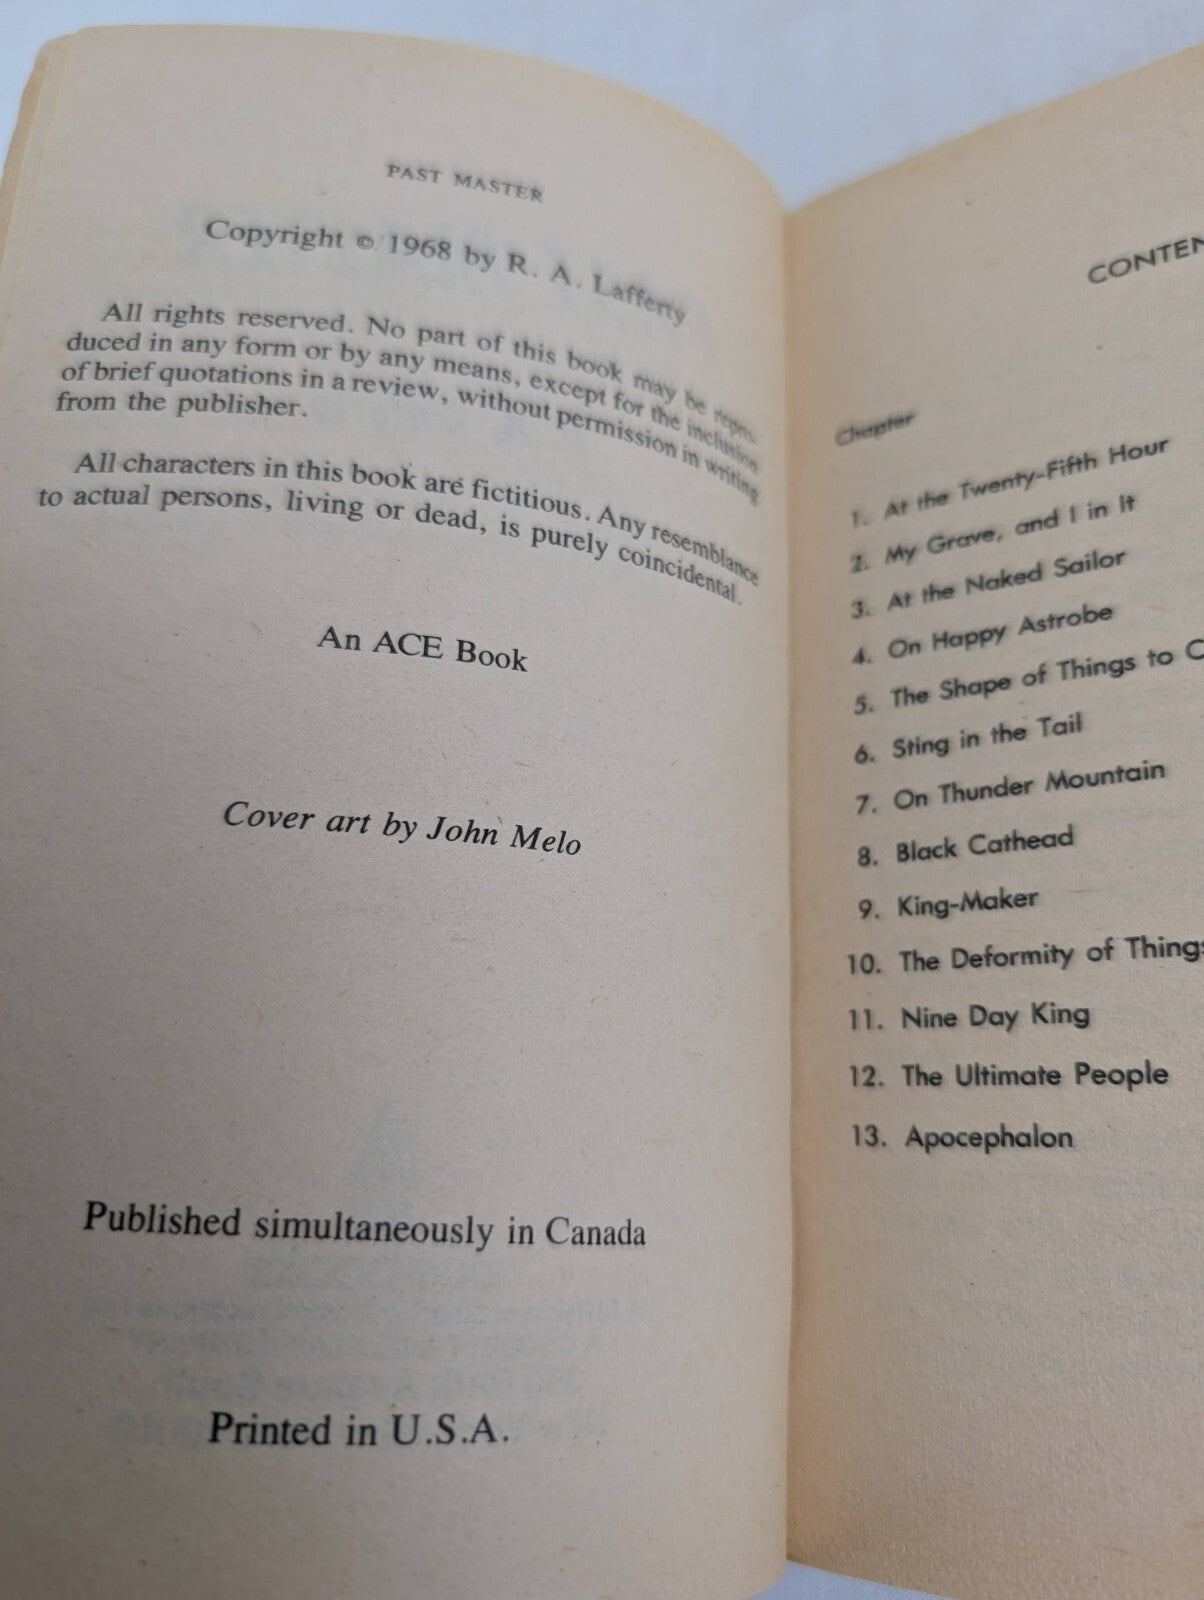 PAST MASTER
Copyright © 1968 by R. A. Lafferty
All rights reserved. No part of this book may be repro-
duced in any form or by any means, except for the inclusion
of brief quotations in a review, without permission in writing
from the publisher.
All characters in this book are fictitious. Any resemblance
to actual persons, living or dead, is purely coincidental.
An ACE Book
Cover art by John Melo
Published simultaneously in Canada
Printed in U.S.A.
CONTEN
Chapter
1. At the Twenty-Fifth Hour
2. My Grave, and I in It
3. At the Naked Sailor
4. On Happy Astrobe
5. The Shape of Things to C
6. Sting in the Tail
7. On Thunder Mountain
8. Black Cathead
9. King-Maker
10. The Deformity of Things
11. Nine Day King
12. The Ultimate People
13. Apocephalon